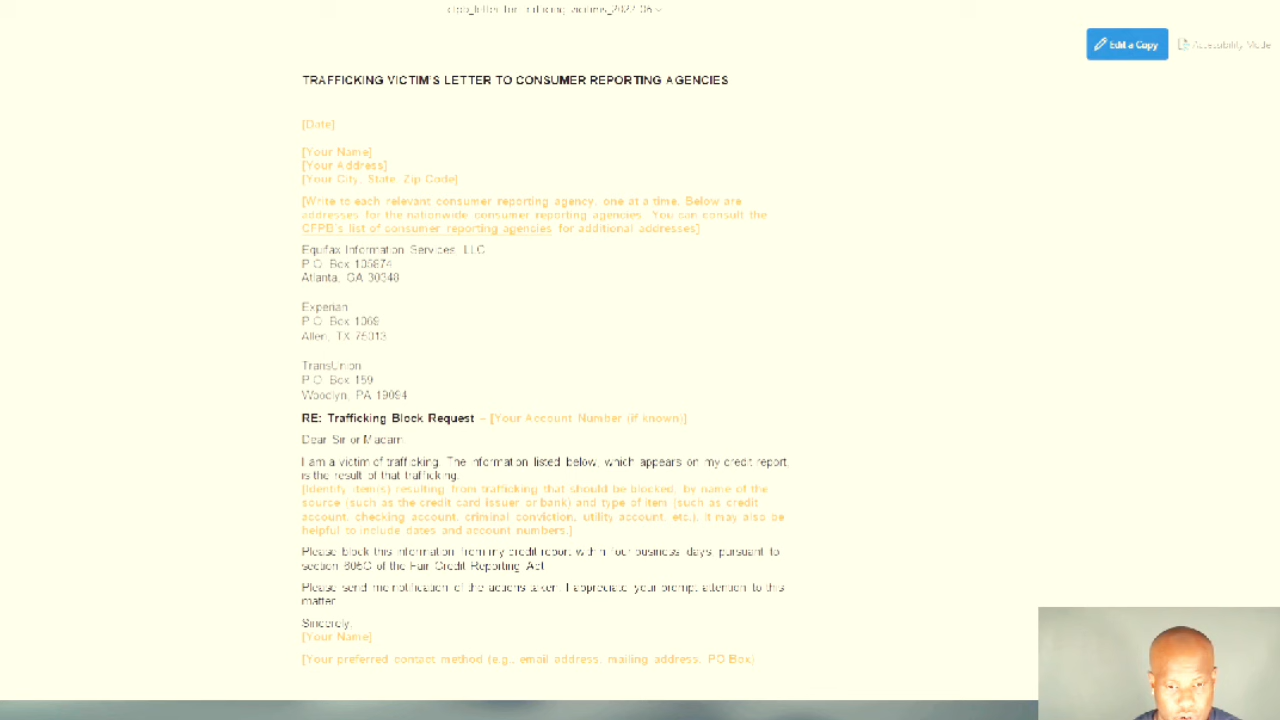 TRAFFICKING VICTIM'S LETTER TO CONSUMER REPORTING AGENCIES
Edit a Copy
Accessibility Mode
[Date]
[Your Name]
[Your Address]
[Your City, State, Zip Code]
[Write to each relevant consumer reporting agency, one at a time. Below are
addresses for the nationwide consumer reporting agencies. You can consult the
CFPB's list of consumer reporting agencies for additional addresses]
Equifax Information Services, LLC
P.O. Box 105874
Atlanta, GA 30348
Experian
P.O. Box 1069
Allen, TX 75013
TransUnion
P.O. Box 159
Woodlyn, PA 19094
RE: Trafficking Block Request – [Your Account Number (if known)]
Dear Sir or Madam
I am a victim of trafficking. The information listed below, which appears on my credit report,
is the result of that trafficking.
[Identify item(s) resulting from trafficking that should be blocked, by name of the
source (such as the credit card issuer or bank) and type of item (such as credit
account, checking account, criminal conviction, utility account, etc.). It may also be
helpful to include dates and account numbers.]
Please block this information from my credit report within four business days, pursuant to
section 605C of the Fair Credit Reporting Act
Please send me notification of the actions taken. I appreciate your prompt attention to this
matter
Sincerely,
[Your Name]
[Your preferred contact method (e.g., email address, mailing address, PO Box)